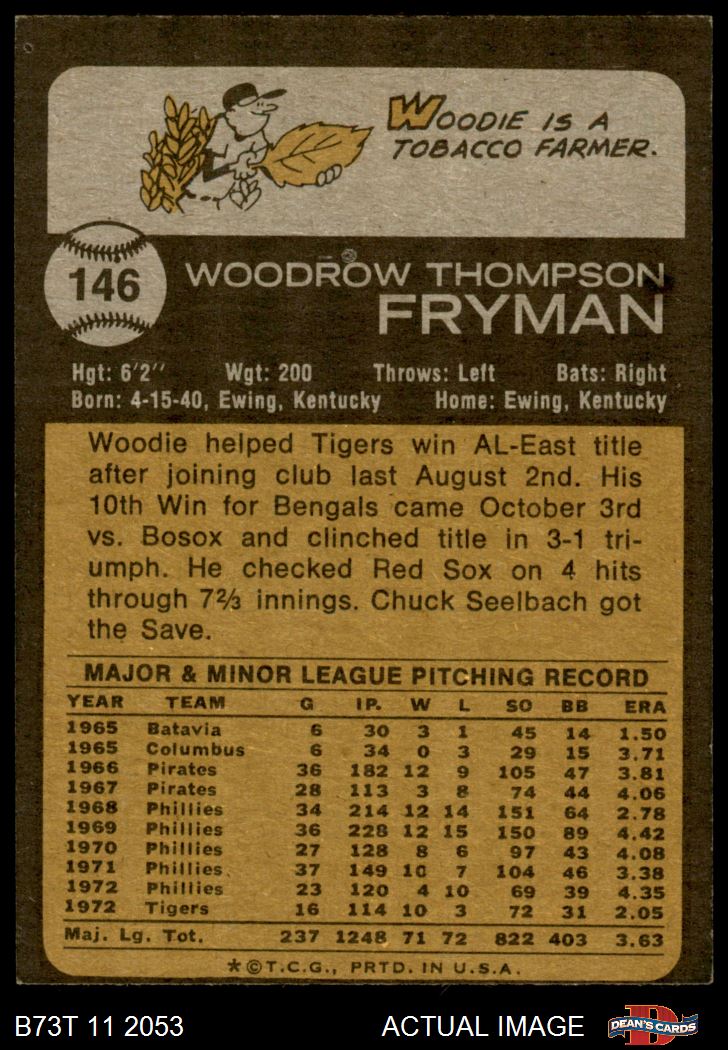 WOODIE IS A
TOBACCO FARMER.
146
WOODROW THOMPSON
FRYMAN
Hgt: 6'2" Wgt: 200 Throws: Left Bats: Right
Born: 4-15-40, Ewing, Kentucky Home: Ewing, Kentucky
Woodie helped Tigers win AL-East title
after joining club last August 2nd. His
10th Win for Bengals came October 3rd
vs. Bosox and clinched title in 3-1 tri-
umph. He checked Red Sox on 4 hits
through 7⅔ innings. Chuck Seelbach got
the Save.
MAJOR & MINOR LEAGUE PITCHING RECORD
YEAR TEAM G IP. W L SO BB ERA
1965 Batavia 6 30 3 1 45 14 1.50
1965 Columbus 6 34 0 3 29 15 3.71
1966 Pirates 36 182 12 9 105 47 3.81
1967 Pirates 28 113 3 8 74 44 4.06
1968 Phillies 34 214 12 14 151 64 2.78
1969 Phillies 36 228 12 15 150 89 4.42
1970 Phillies 27 128 8 6 97 43 4.08
1971 Phillies 37 149 10 7 104 46 3.38
1972 Phillies 23 120 4 10 69 39 4.35
1972 Tigers 16 114 10 3 72 31 2.05
Maj. Lg. Tot. 237 1248 71 72 822 403 3.63
*©T.C.G., PRTD. IN U.S.A.
B73T 11 2053 ACTUAL IMAGE DEAN'S CARDS